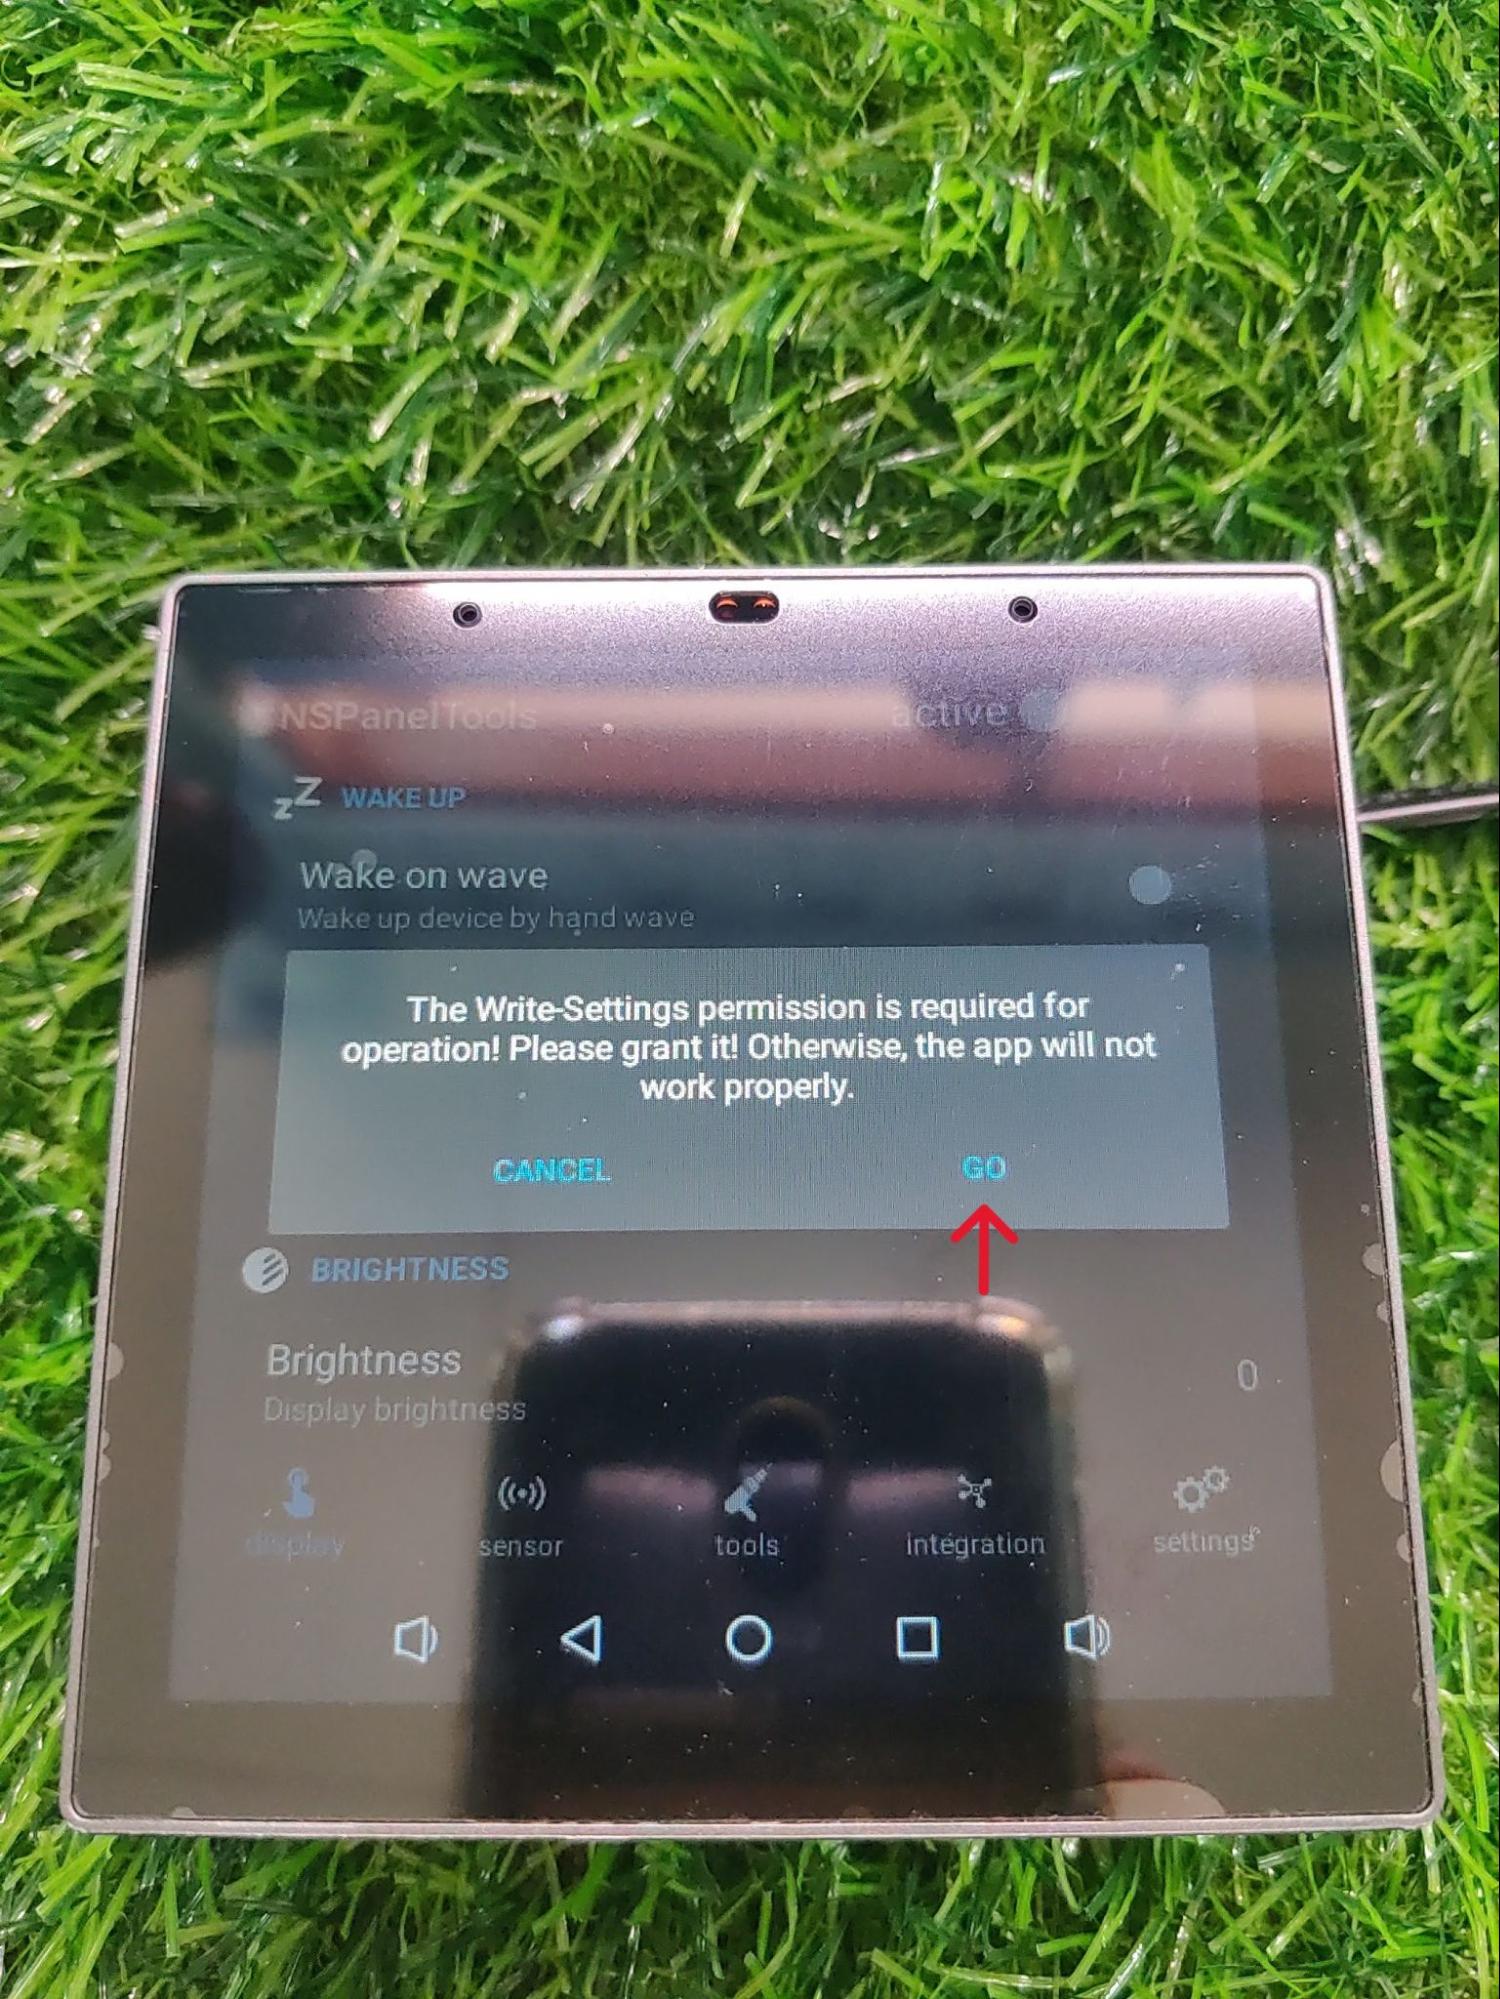 NSPanelTools
active
WAKE UP
Wake on wave
Wake up device by hand wave
The Write-Settings permission is required for
operation! Please grant it! Otherwise, the app will not
work properly.
CANCEL
GO
BRIGHTNESS
Brightness
0
Display brightness
display
sensor
tools
integration
settings